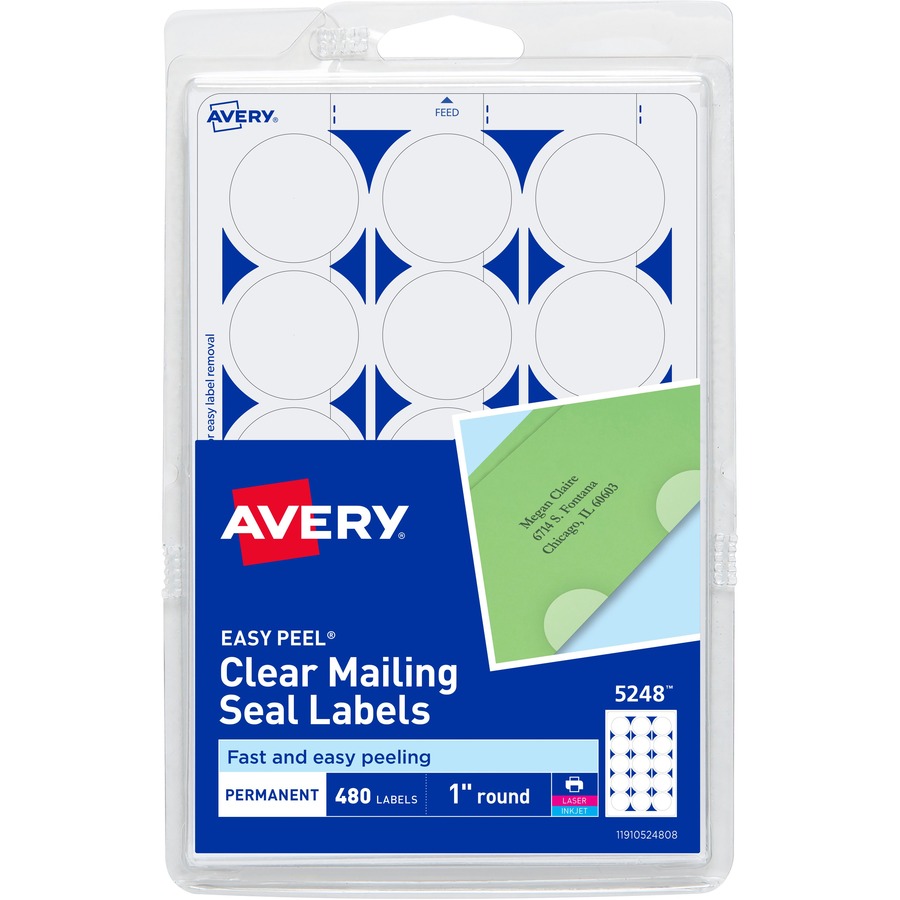 AVERY®
FEED
r easy label removal
Megan Claire
6714 S. Fontana
Chicago, IL 60603
AVERY®
EASY PEEL®
Clear Mailing
Seal Labels
5248™
Fast and easy peeling
PERMANENT
480 LABELS
1" round
LASER
INKJET
11910524808